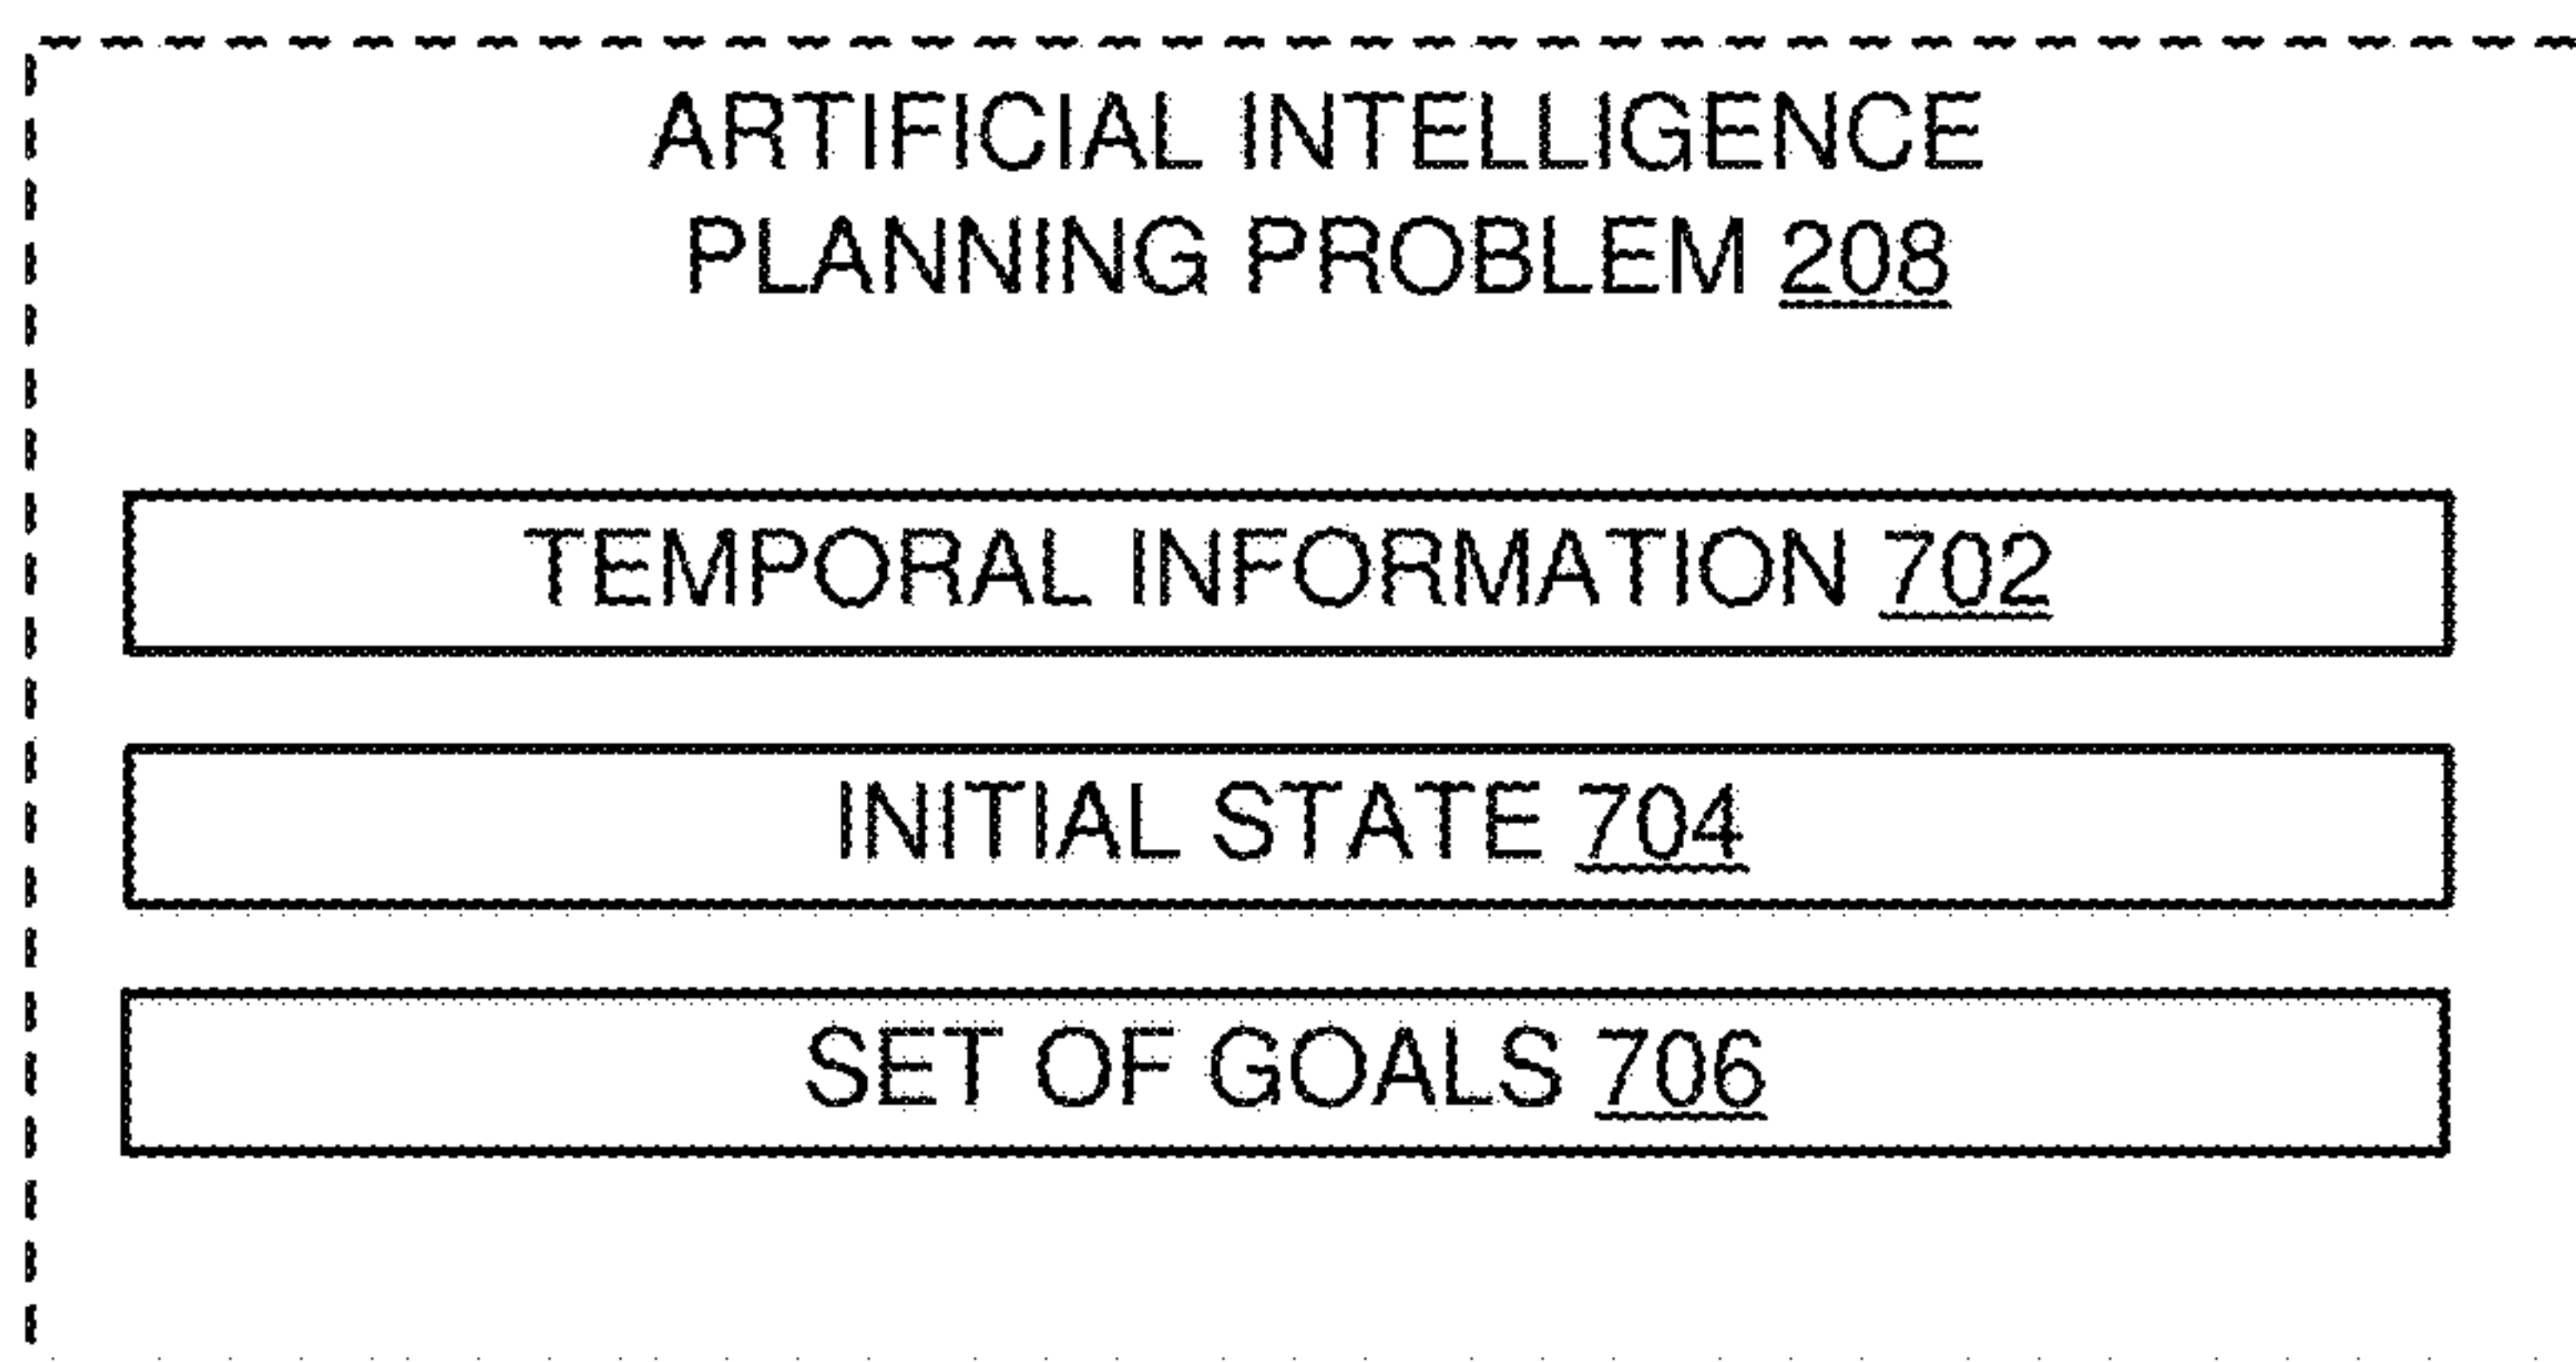 ARTIFICIAL INTELLIGENCE
PLANNING PROBLEM 208
TEMPORAL INFORMATION 702
INITIAL STATE 704
SET OF GOALS 706